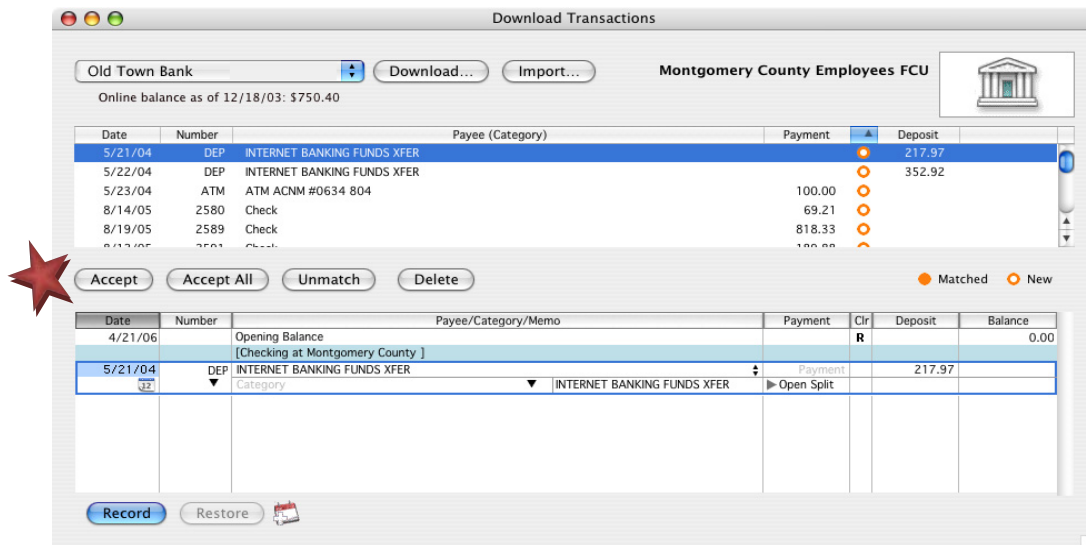 Download Transactions
Old Town Bank Download... Import... Montgomery County Employees FCU
Online balance as of 12/18/03: $750.40
Date Number Payee (Category) Payment Deposit
5/21/04 DEP INTERNET BANKING FUNDS XFER 217.97
5/22/04 DEP INTERNET BANKING FUNDS XFER 352.92
5/23/04 ATM ATM ACNM #0634 804 100.00
8/14/05 2580 Check 69.21
8/19/05 2589 Check 818.33
Accept Accept All Unmatch Delete Matched New
Date Number Payee/Category/Memo Payment Clr Deposit Balance
4/21/06 Opening Balance R 0.00
[Checking at Montgomery County ]
5/21/04 DEP INTERNET BANKING FUNDS XFER Payment 217.97
12 Category INTERNET BANKING FUNDS XFER Open Split
Record Restore